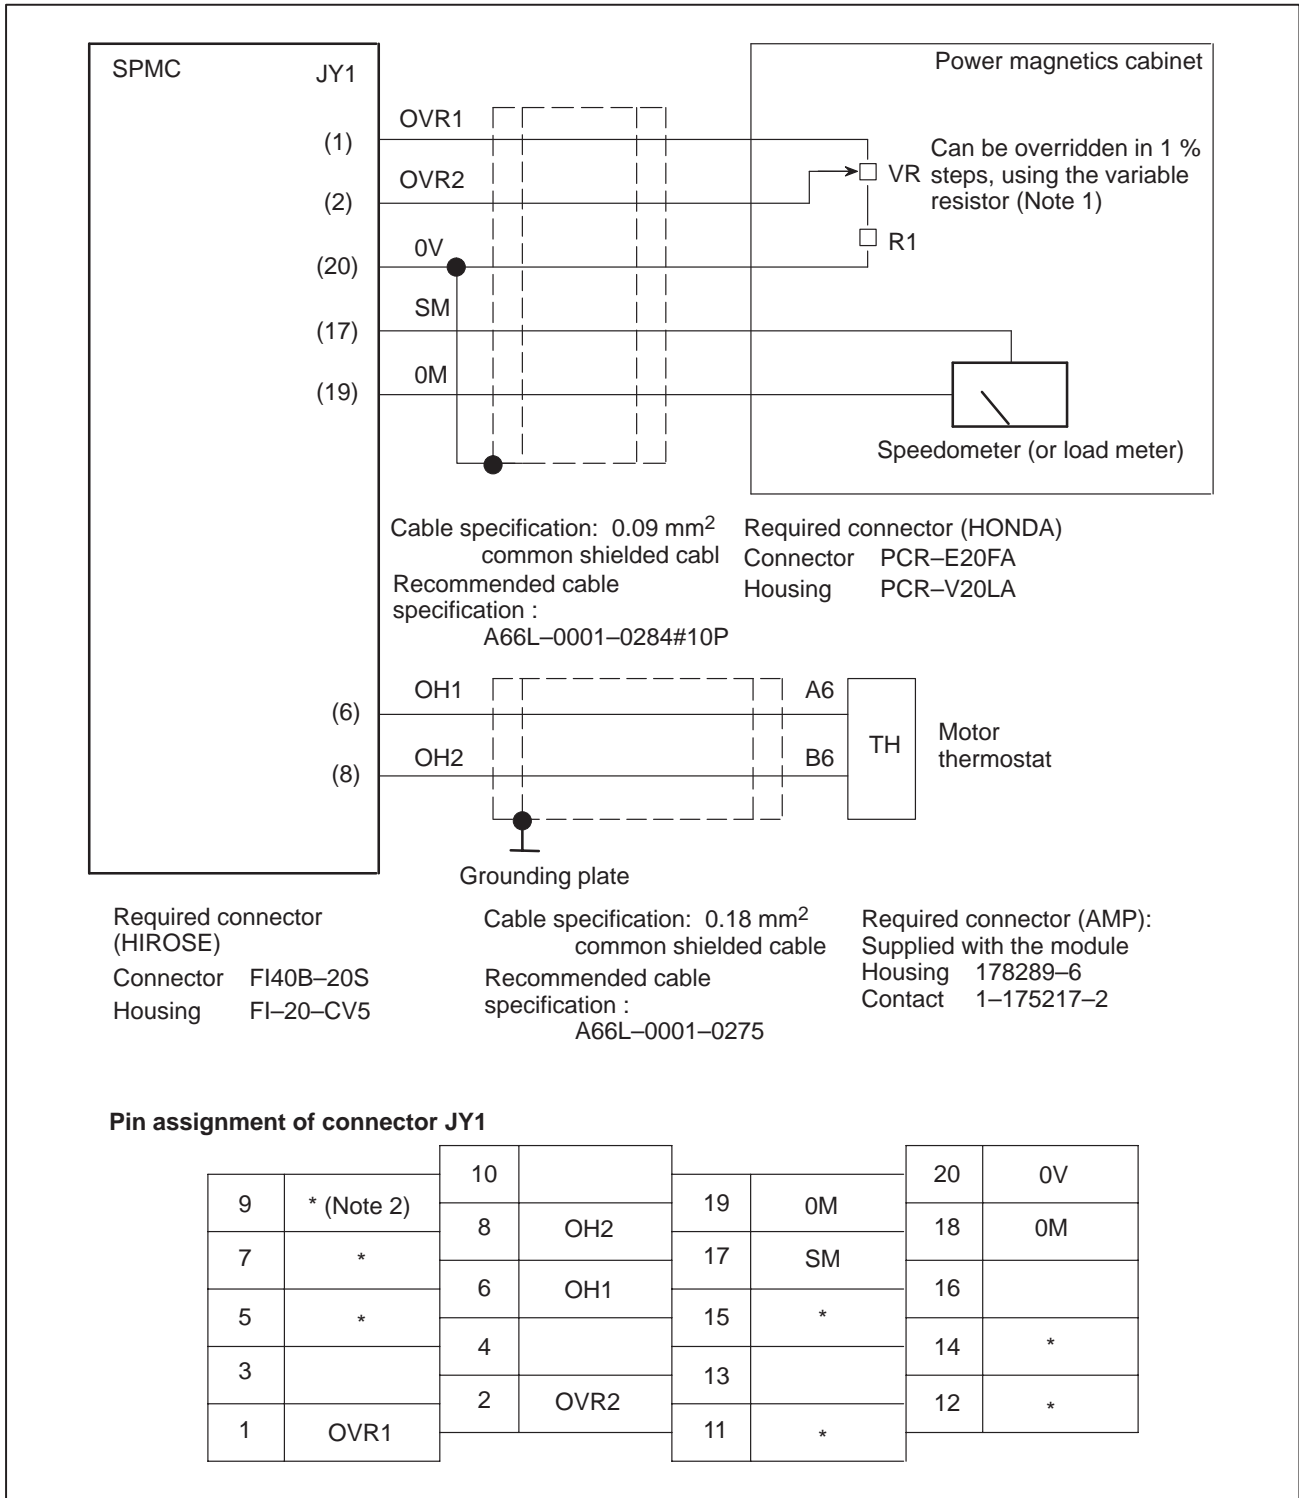 SPMC
JY1
Power magnetics cabinet
OVR1
(1)
Can be overridden in 1 %
steps, using the variable
resistor (Note 1)
VR
OVR2
(2)
R1
0V
(20)
SM
(17)
0M
(19)
Speedometer (or load meter)
Cable specification: 0.09 mm2
common shielded cabl
Recommended cable
specification :
A66L–0001–0284#10P
Required connector (HONDA)
Connector PCR–E20FA
Housing PCR–V20LA
OH1
(6)
A6
OH2
(8)
B6
TH
Motor
thermostat
Grounding plate
Required connector
(HIROSE)
Connector FI40B–20S
Housing FI–20–CV5
Cable specification: 0.18 mm2
common shielded cable
Recommended cable
specification :
A66L–0001–0275
Required connector (AMP):
Supplied with the module
Housing 178289–6
Contact 1–175217–2
Pin assignment of connector JY1
9 * (Note 2)
7 *
5 *
3
1 OVR1
10
8 OH2
6 OH1
4
2 OVR2
19 0M
17 SM
15 *
13
11 *
20 0V
18 0M
16
14 *
12 *